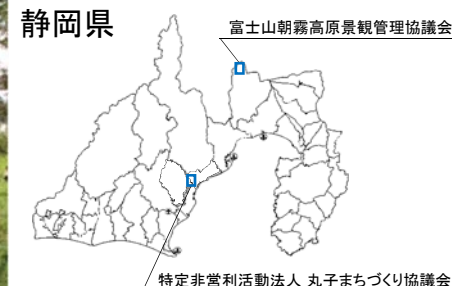 静岡県
富士山朝霧高原景観管理協議会
特定非営利活動法人 丸子まちづくり協議会